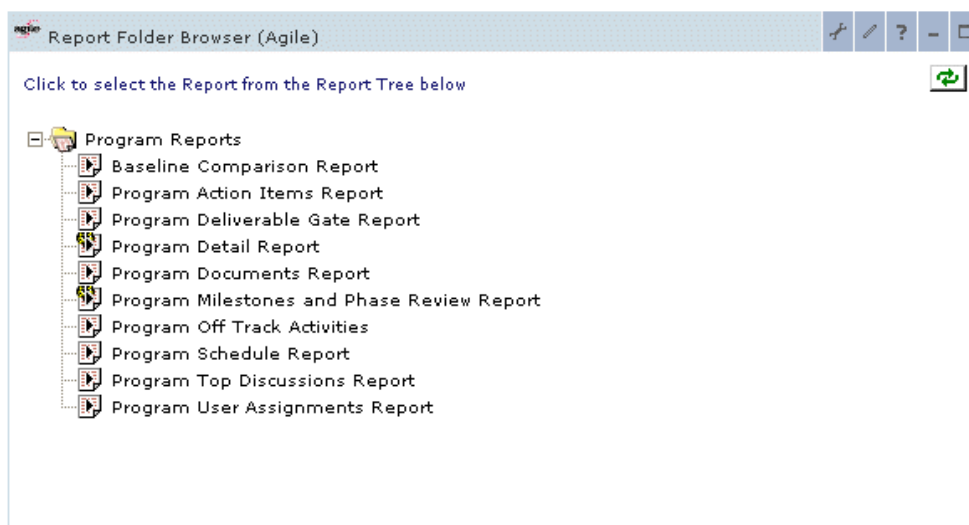 agile Report Folder Browser (Agile) ?
Click to select the Report from the Report Tree below
Program Reports
Baseline Comparison Report
Program Action Items Report
Program Deliverable Gate Report
Program Detail Report
Program Documents Report
Program Milestones and Phase Review Report
Program Off Track Activities
Program Schedule Report
Program Top Discussions Report
Program User Assignments Report